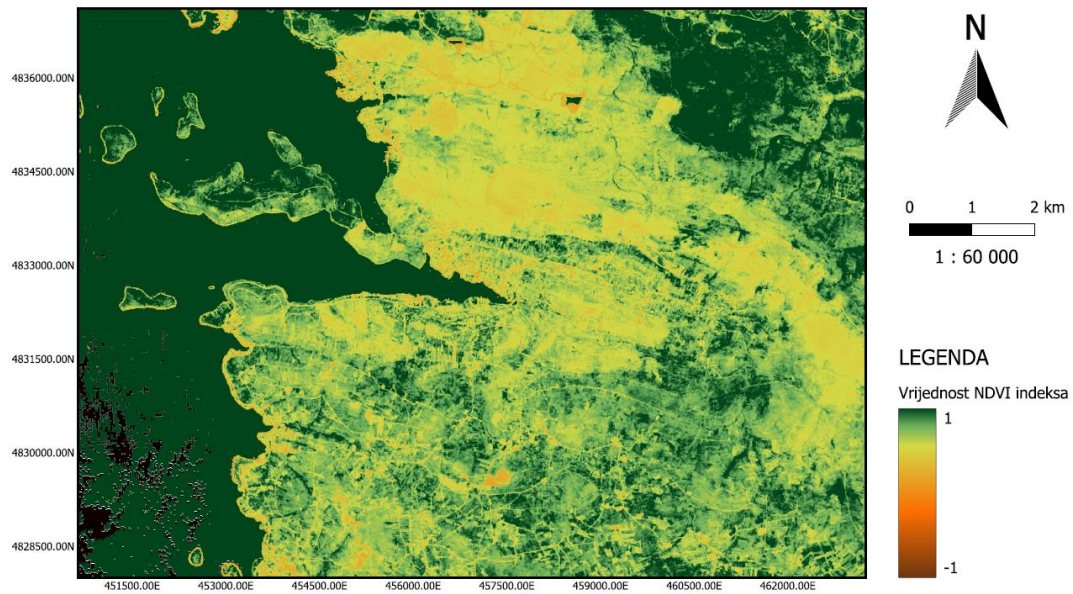 4836000.00N
4834500.00N
4833000.00N
4831500.00N
4830000.00N
4828500.00N
451500.00E 453000.00E 454500.00E 456000.00E 457500.00E 459000.00E 460500.00E 462000.00E
N
0 1 2 km
1 : 60 000
LEGENDA
Vrijednost NDVI indeksa
1
-1